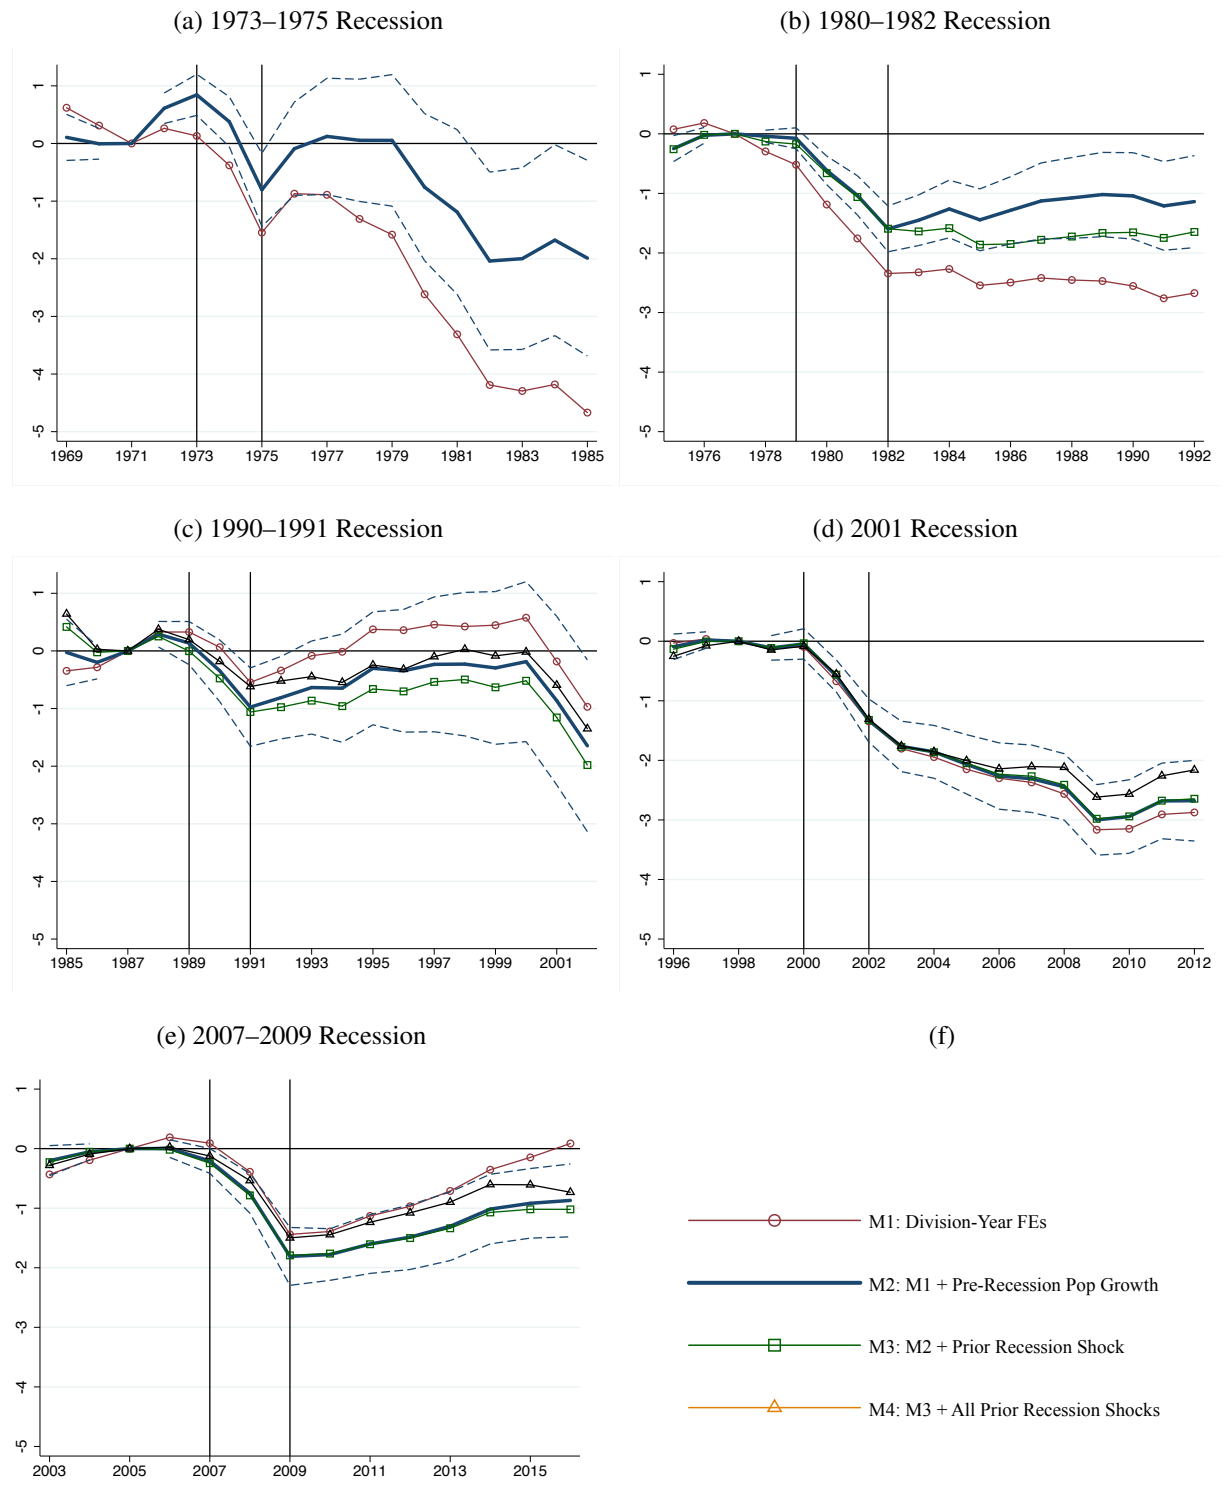 (a) 1973–1975 Recession
1
0
-1
-2
-3
-4
-5
1969 1971 1973 1975 1977 1979 1981 1983 1985
(b) 1980–1982 Recession
1
0
-1
-2
-3
-4
-5
1976 1978 1980 1982 1984 1986 1988 1990 1992
(c) 1990–1991 Recession
1
0
-1
-2
-3
-4
-5
1985 1987 1989 1991 1993 1995 1997 1999 2001
(d) 2001 Recession
1
0
-1
-2
-3
-4
-5
1996 1998 2000 2002 2004 2006 2008 2010 2012
(e) 2007–2009 Recession
1
0
-1
-2
-3
-4
-5
2003 2005 2007 2009 2011 2013 2015
(f)
M1: Division-Year FEs
M2: M1 + Pre-Recession Pop Growth
M3: M2 + Prior Recession Shock
M4: M3 + All Prior Recession Shocks